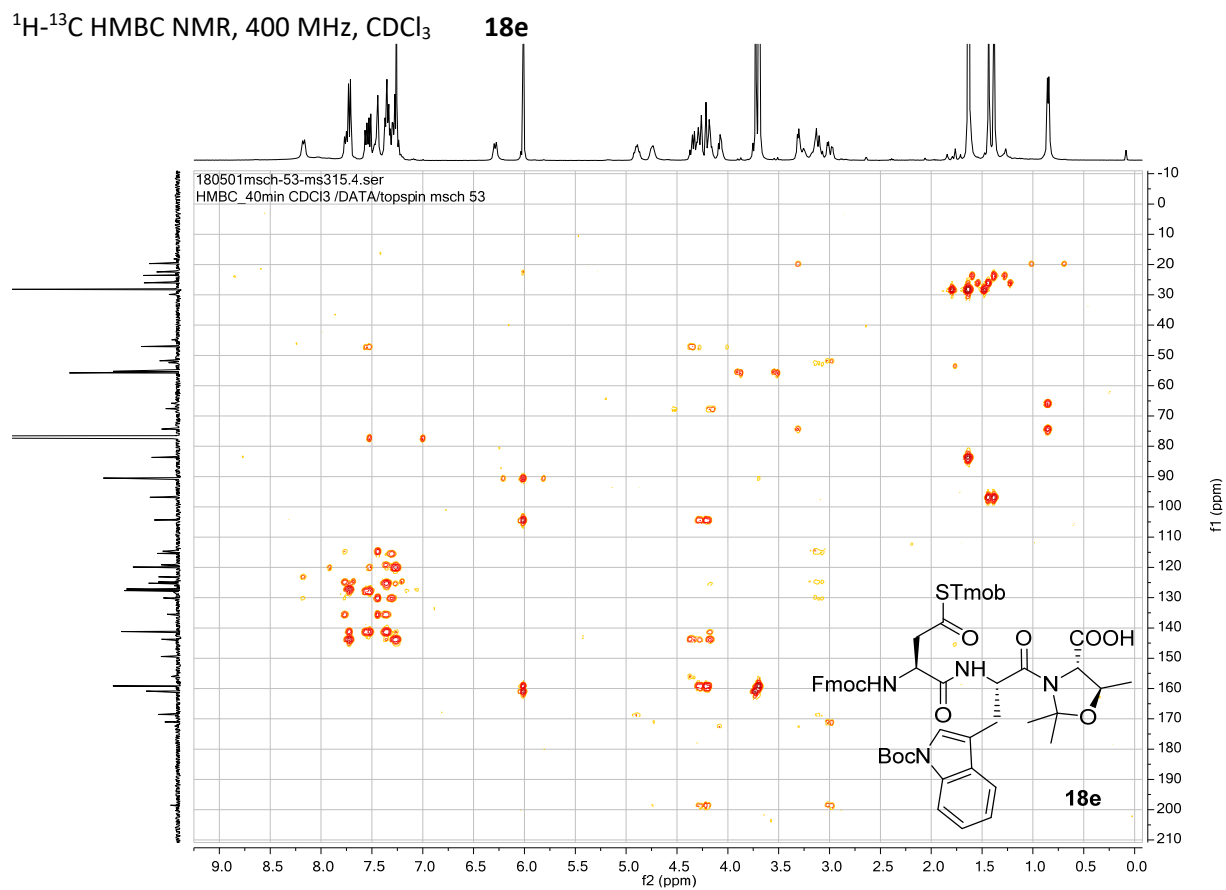 ¹H-¹³C HMBC NMR, 400 MHz, CDCl₃ 18e
180501msch-53-ms315.4.ser
HMBC_40min CDCl3 /DATA/topspin msch 53
-10
0
10
20
30
40
50
60
70
80
90
100
110
120
130
140
150
160
170
180
190
200
210
f1 (ppm)
STmob
O
O
COOH
NH
FmocHN
N
O
O
N
Boc
18e
9.0 8.5 8.0 7.5 7.0 6.5 6.0 5.5 5.0 4.5 4.0 3.5 3.0 2.5 2.0 1.5 1.0 0.5 0.0
f2 (ppm)